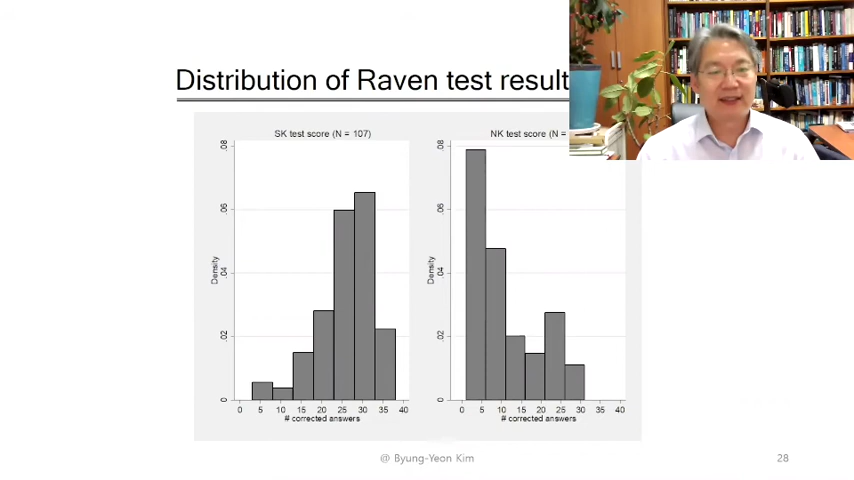 Distribution of Raven test result
SK test score (N = 107)
NK test score (N =
.08
.06
.04
.02
0
Density
0 5 10 15 20 25 30 35 40
# corrected answers
.08
.06
.04
.02
0
Density
0 5 10 15 20 25 30 35 40
# corrected answers
@ Byung-Yeon Kim
28